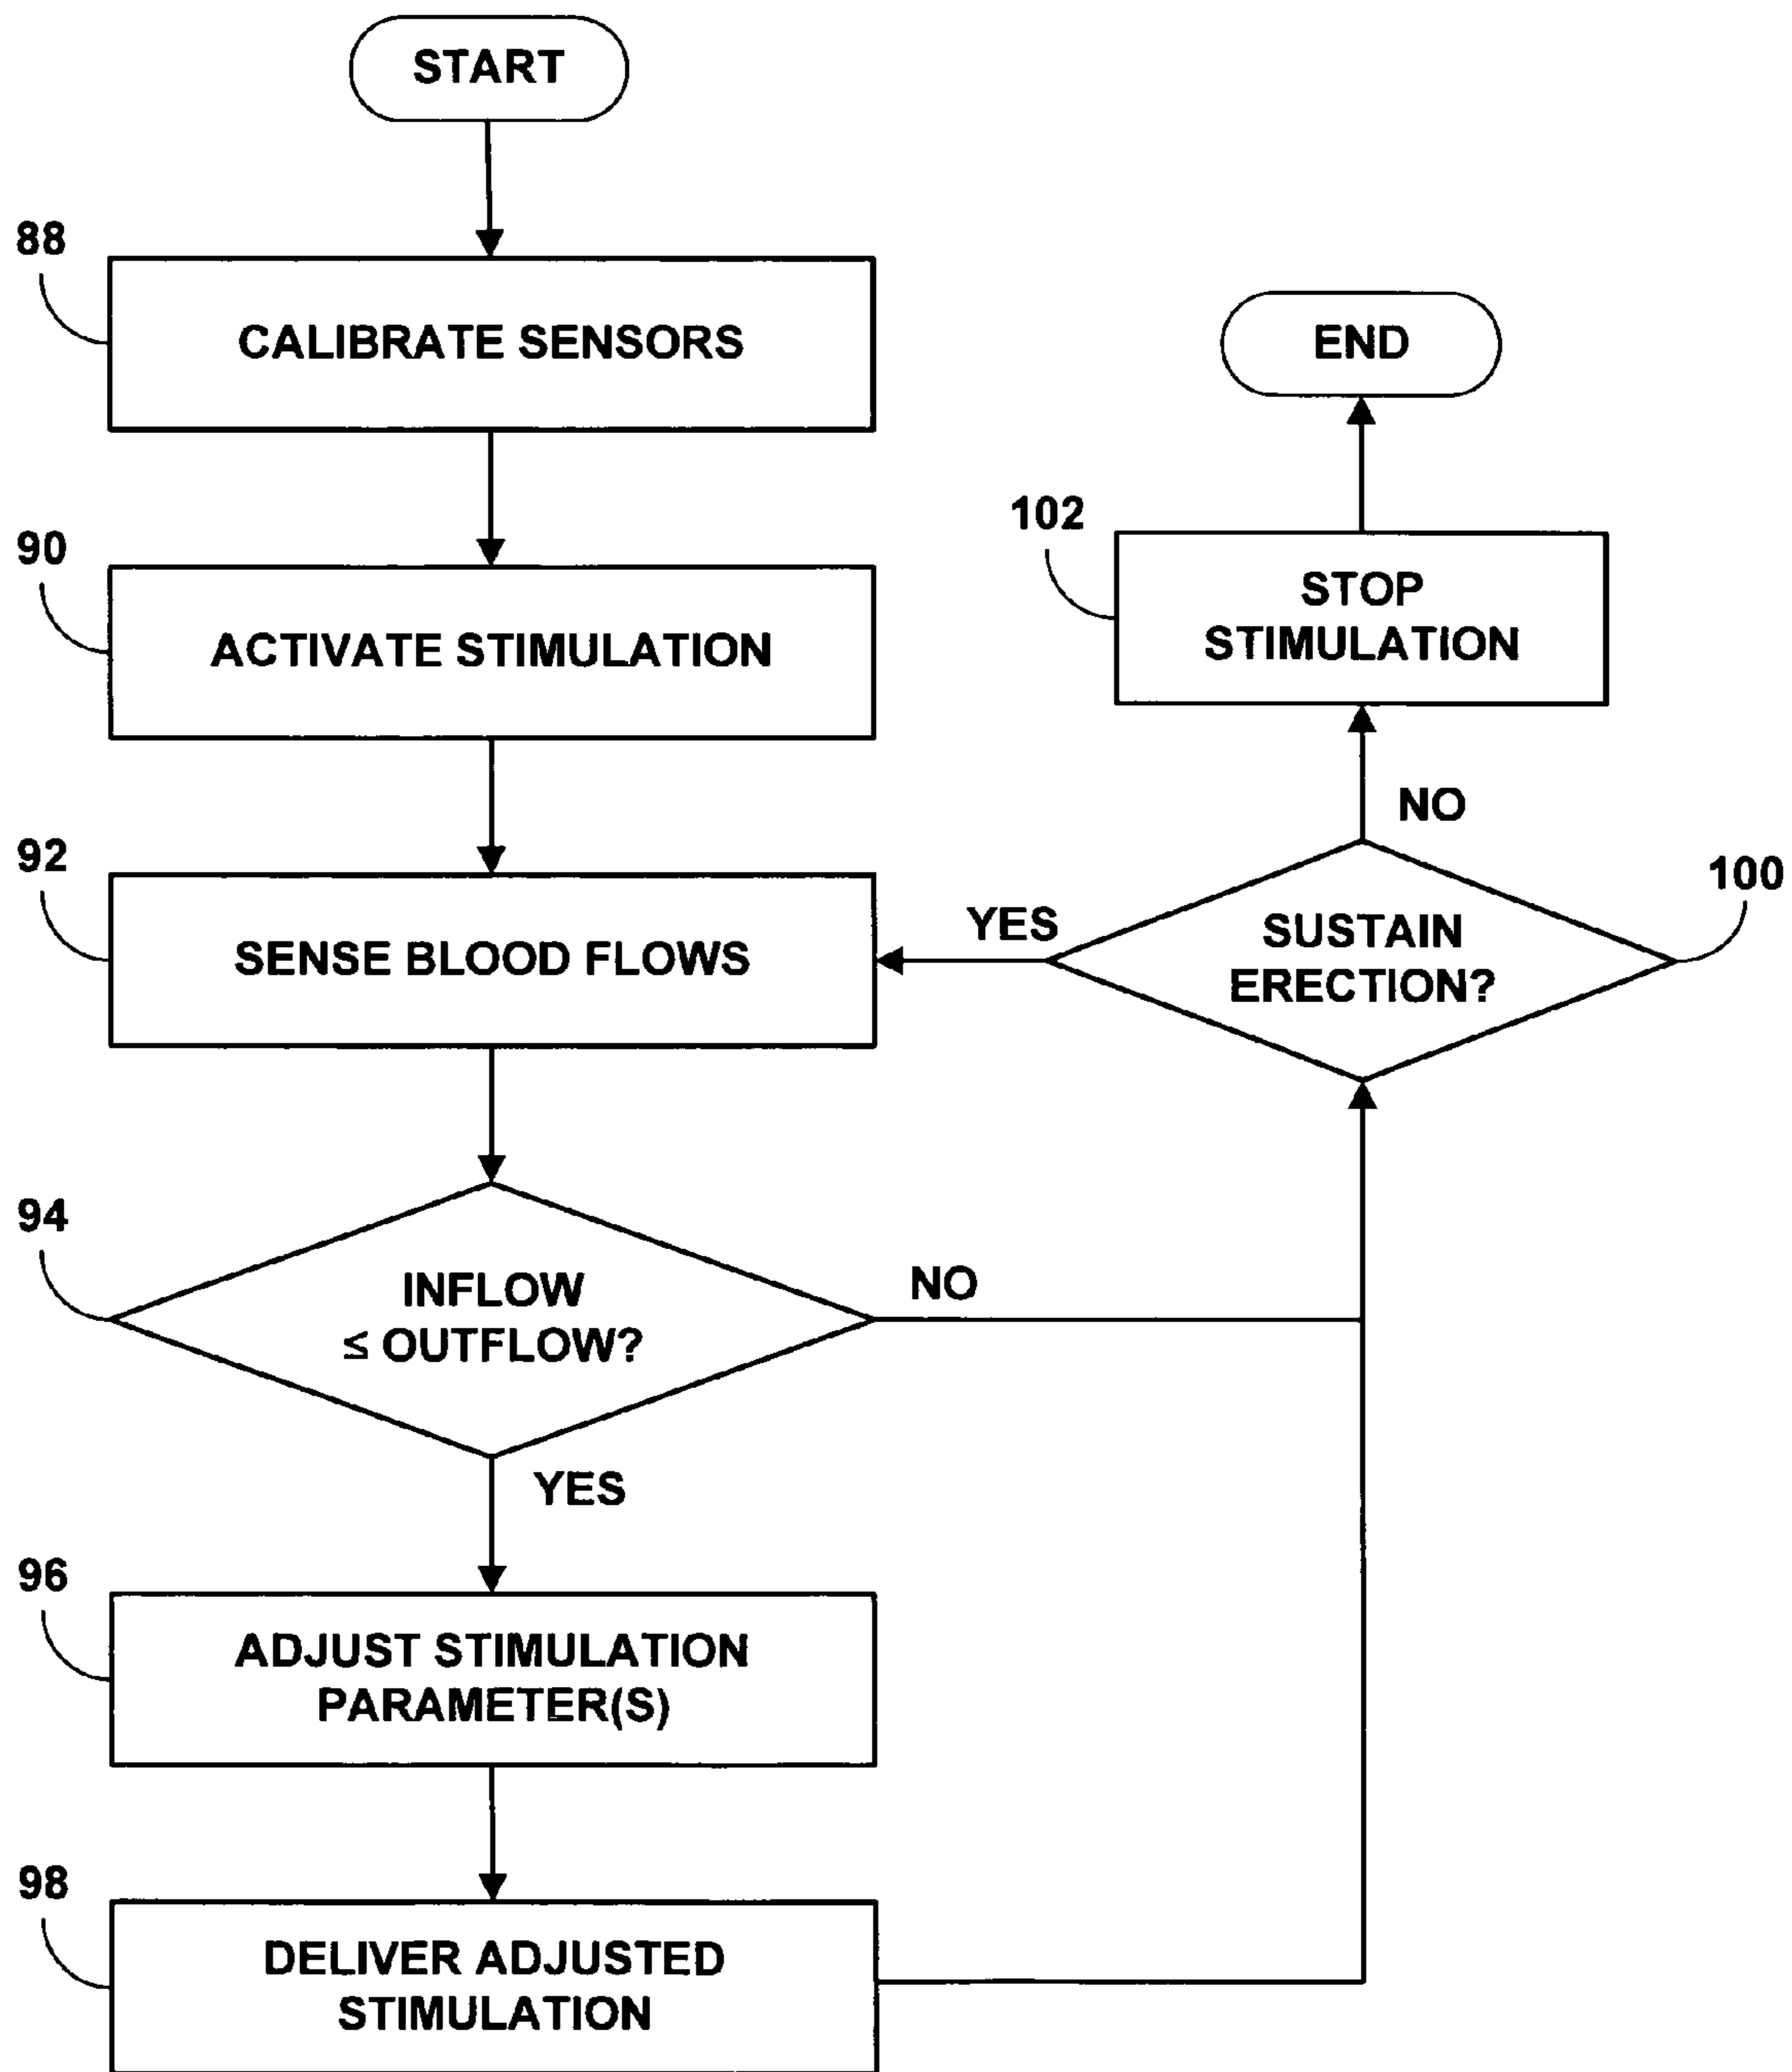 START
88
CALIBRATE SENSORS
END
90
ACTIVATE STIMULATION
102
STOP
STIMULATION
NO
92
SENSE BLOOD FLOWS
YES
SUSTAIN
ERECTION?
100
94
INFLOW
≤ OUTFLOW?
NO
YES
96
ADJUST STIMULATION
PARAMETER(S)
98
DELIVER ADJUSTED
STIMULATION